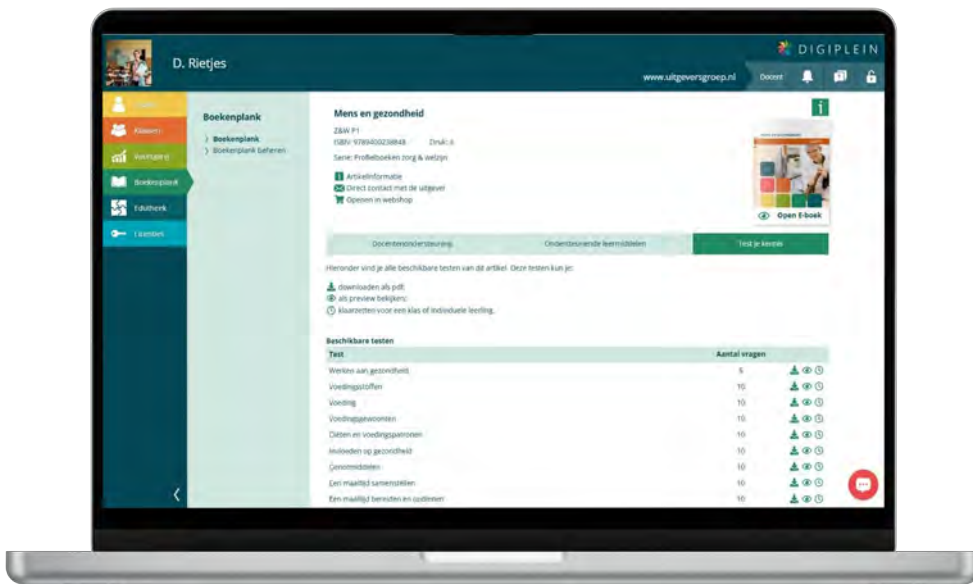 D. Rietjes
DIGIPLEIN
www.uitgeversgroep.nl
Docent
Klassen
Voortgang
Boekenplank
Edutheek
Licenties
Boekenplank
Boekenplank
Boekenplank beheren
Mens en gezondheid
Z&W P1
ISBN: 9789400238848 Druk:
Serie: Profielboeken zorg & welzijn
Artikelinformatie
Direct contact met de uitgever
Openen in webshop
Open E-boek
Docentenondersteuning
Ondersteunende leermiddelen
Test je kennis
Hieronder vind je alle beschikbare testen van dit artikel. Deze testen kun je:
downloaden als pdf;
als preview bekijken;
klaarzetten voor een klas of individuele leerling.
Beschikbare testen
Test Aantal vragen
Werken aan gezondheid
Voedingsstoffen 10
Voeding 10
Voedingsgewoonten 10
Diëten en voedingspatronen 10
Invloeden op gezondheid 10
Genotmiddelen 10
Een maaltijd samenstellen 10
Een maaltijd bereiden en opdienen 10